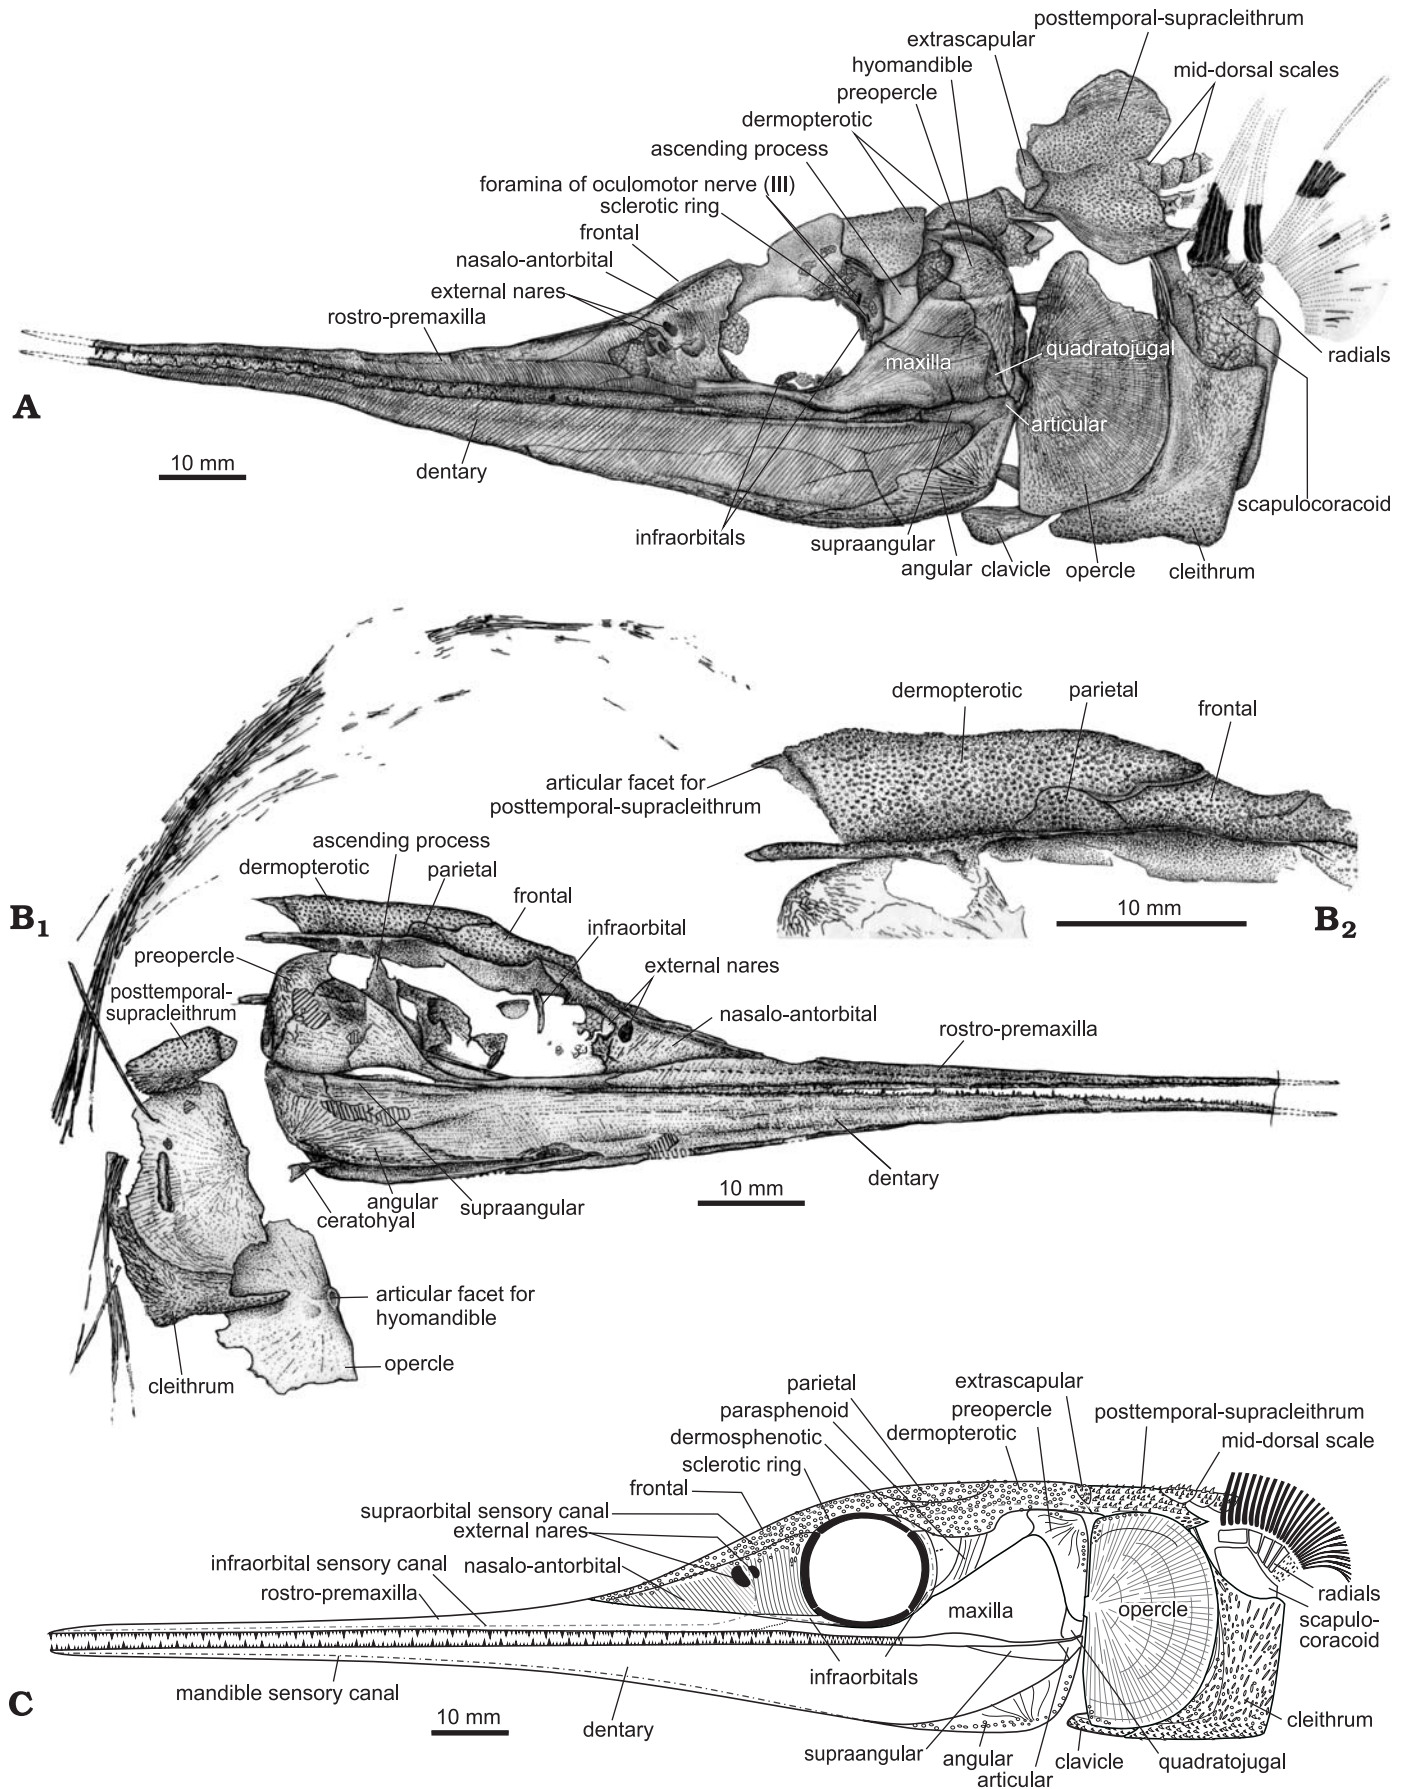 posttemporal-supracleithrum
extrascapular
hyomandible
mid-dorsal scales
preopercle
dermopterotic
ascending process
foramina of oculomotor nerve (III)
sclerotic ring
frontal
nasalo-antorbital
external nares
rostro-premaxilla
radials
quadratojugal
maxilla
A
articular
10 mm
dentary
scapulocoracoid
infraorbitals
supraangular
angular
clavicle
opercle
cleithrum
dermopterotic
parietal
frontal
articular facet for
posttemporal-supracleithrum
10 mm
B2
ascending process
dermopterotic
parietal
frontal
B1
infraorbital
preopercle
external nares
posttemporal-
supracleithrum
nasalo-antorbital
rostro-premaxilla
dentary
10 mm
angular
supraangular
ceratohyal
articular facet for
hyomandible
opercle
cleithrum
parietal
extrascapular
parasphenoid
preopercle
posttemporal-supracleithrum
dermosphenotic
dermopterotic
mid-dorsal scale
sclerotic ring
frontal
supraorbital sensory canal
external nares
infraorbital sensory canal
nasalo-antorbital
rostro-premaxilla
radials
maxilla
opercle
scapulo-
coracoid
infraorbitals
mandible sensory canal
C
10 mm
dentary
cleithrum
supraangular
angular
articular
clavicle
quadratojugal